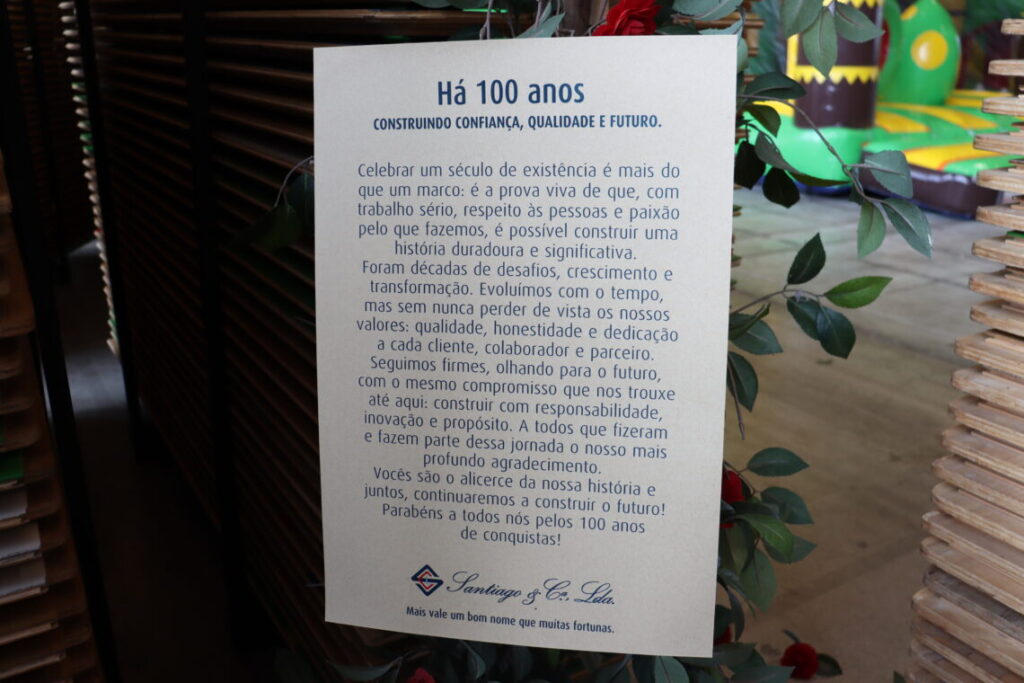 Há 100 anos
CONSTRUINDO CONFIANÇA, QUALIDADE E FUTURO.
Celebrar um século de existência é mais do
que um marco: é a prova viva de que, com
trabalho sério, respeito às pessoas e paixão
pelo que fazemos, é possível construir uma
história duradoura e significativa.
Foram décadas de desafios, crescimento e
transformação. Evoluímos com o tempo,
mas sem nunca perder de vista os nossos
valores: qualidade, honestidade e dedicação
a cada cliente, colaborador e parceiro.
Seguimos firmes, olhando para o futuro,
com o mesmo compromisso que nos trouxe
até aqui: construir com responsabilidade,
inovação e propósito. A todos que fizeram
e fazem parte dessa jornada o nosso mais
profundo agradecimento.
Vocês são o alicerce da nossa história e
juntos, continuaremos a construir o futuro!
Parabéns a todos nós pelos 100 anos
de conquistas!
Santiago & Cª., Lda.
Mais vale um bom nome que muitas fortunas.